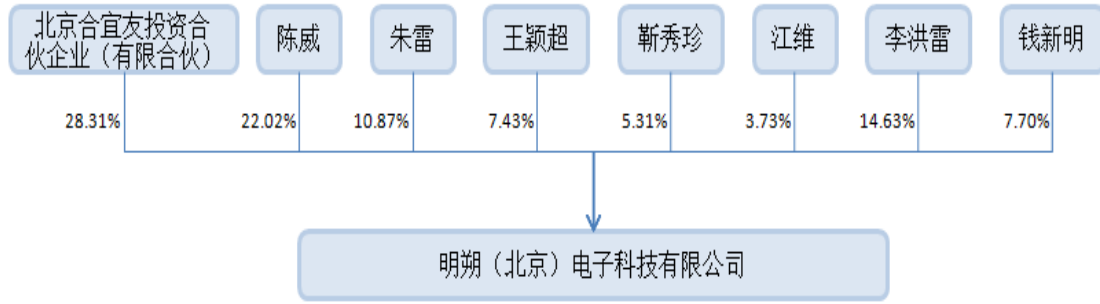 北京合宜友投资合
伙企业（有限合伙）
陈威
朱雷
王颖超
靳秀珍
江维
李洪雷
钱新明
28.31%
22.02%
10.87%
7.43%
5.31%
3.73%
14.63%
7.70%
明朔（北京）电子科技有限公司